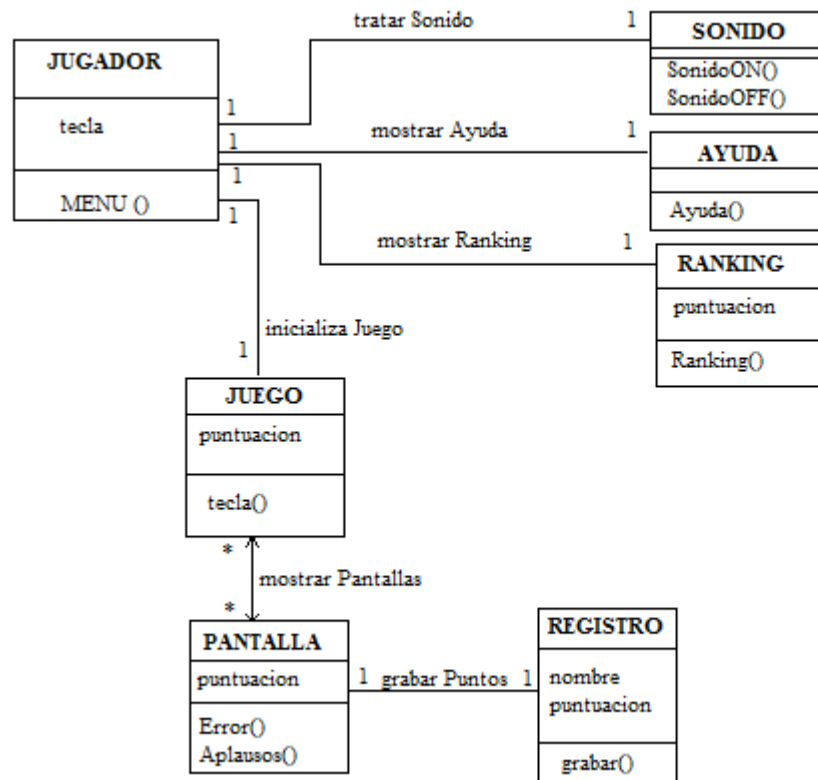 tratar Sonido
1
SONIDO
SonidoON()
SonidoOFF()
JUGADOR
tecla
MENU ()
1
1
1
1
mostrar Ayuda
1
AYUDA
Ayuda()
mostrar Ranking
1
RANKING
puntuacion
Ranking()
inicializa Juego
1
JUEGO
puntuacion
tecla()
*
mostrar Pantallas
*
PANTALLA
puntuacion
Error()
Aplausos()
1 grabar Puntos 1
REGISTRO
nombre
puntuacion
grabar()